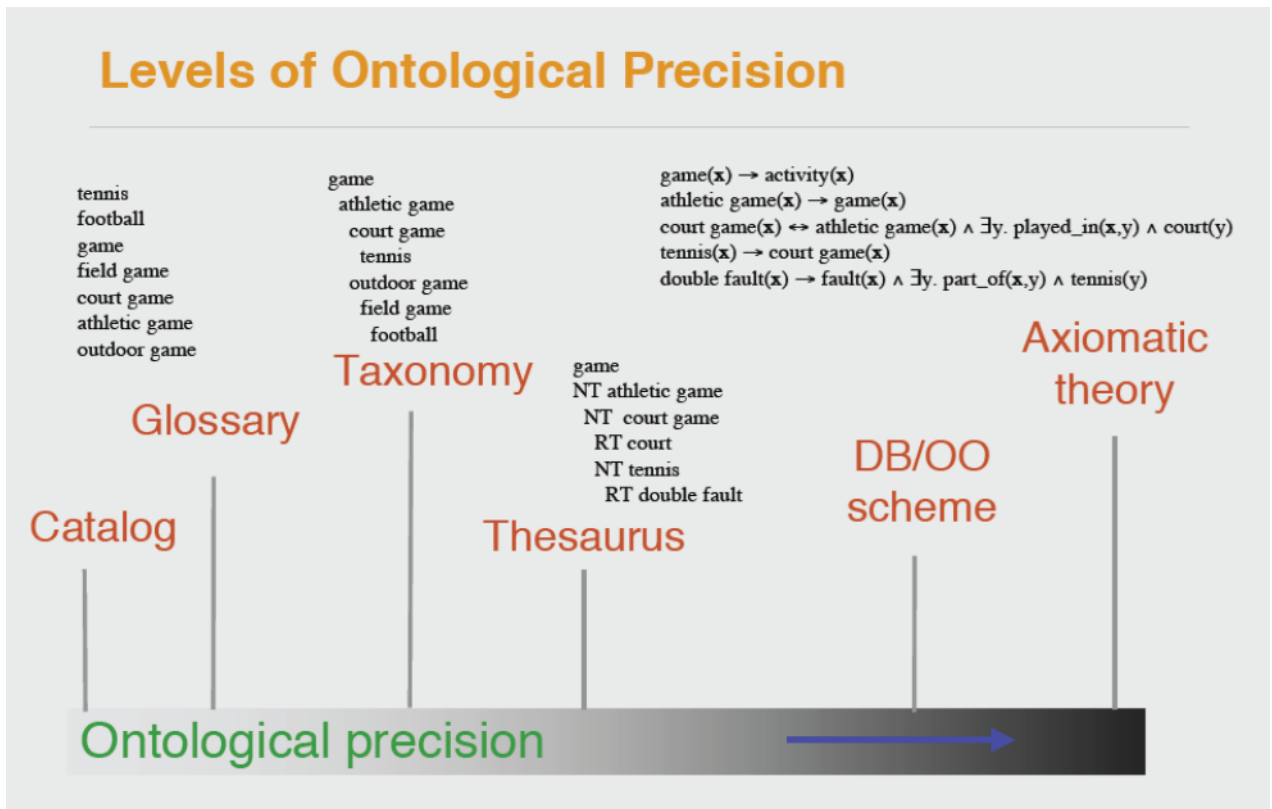 Levels of Ontological Precision
tennis
football
game
field game
court game
athletic game
outdoor game
game
athletic game
court game
tennis
outdoor game
field game
football
game(x) → activity(x)
athletic game(x) → game(x)
court game(x) ↔ athletic game(x) ∧ ∃y. played_in(x,y) ∧ court(y)
tennis(x) → court game(x)
double fault(x) → fault(x) ∧ ∃y. part_of(x,y) ∧ tennis(y)
game
NT athletic game
NT court game
RT court
NT tennis
RT double fault
Catalog
Glossary
Taxonomy
Thesaurus
DB/OO
scheme
Axiomatic
theory
Ontological precision